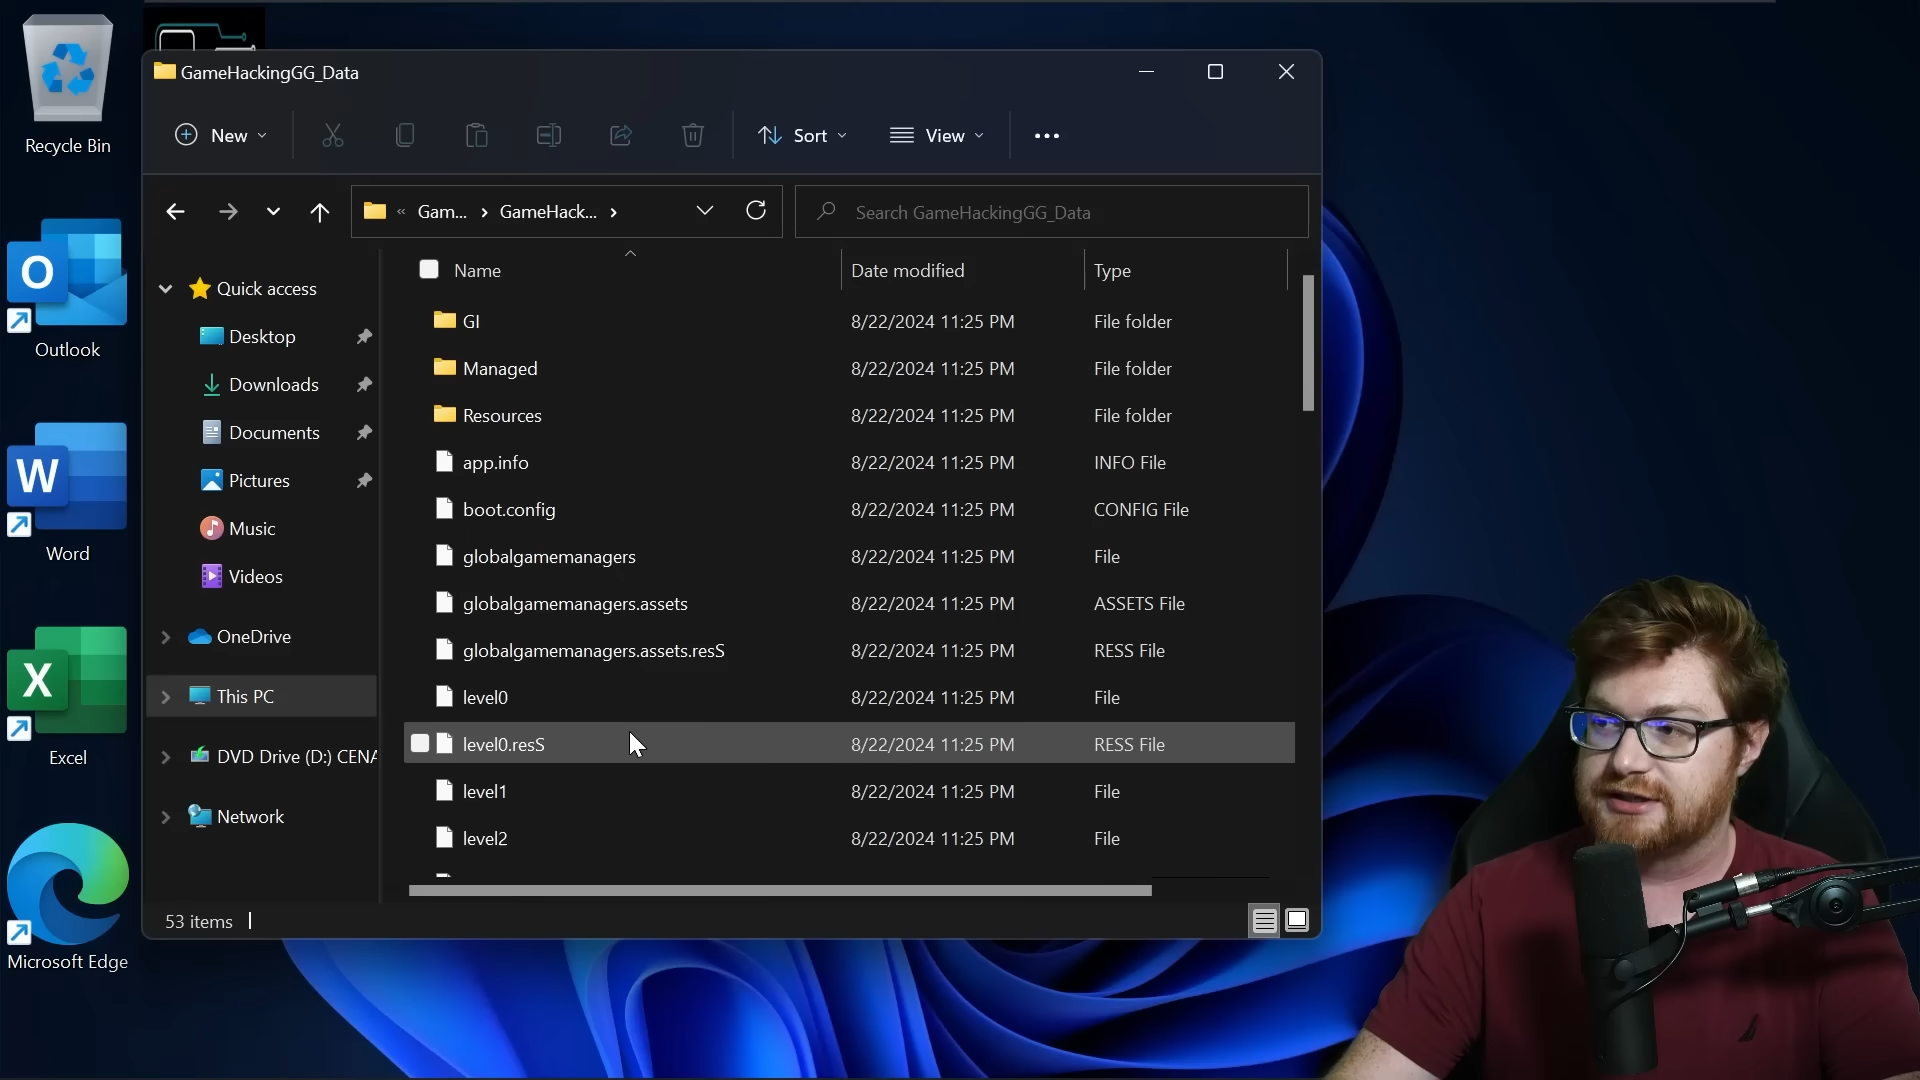 GameHackingGG_Data
New
Sort
View
« Gam... > GameHack... >
Search GameHackingGG_Data
Recycle Bin
Outlook
Word
Excel
Microsoft Edge
Quick access
Desktop
Downloads
Documents
Pictures
Music
Videos
OneDrive
This PC
DVD Drive (D:) CENA
Network
Name Date modified Type
GI 8/22/2024 11:25 PM File folder
Managed 8/22/2024 11:25 PM File folder
Resources 8/22/2024 11:25 PM File folder
app.info 8/22/2024 11:25 PM INFO File
boot.config 8/22/2024 11:25 PM CONFIG File
globalgamemanagers 8/22/2024 11:25 PM File
globalgamemanagers.assets 8/22/2024 11:25 PM ASSETS File
globalgamemanagers.assets.resS 8/22/2024 11:25 PM RESS File
level0 8/22/2024 11:25 PM File
level0.resS 8/22/2024 11:25 PM RESS File
level1 8/22/2024 11:25 PM File
level2 8/22/2024 11:25 PM File
53 items